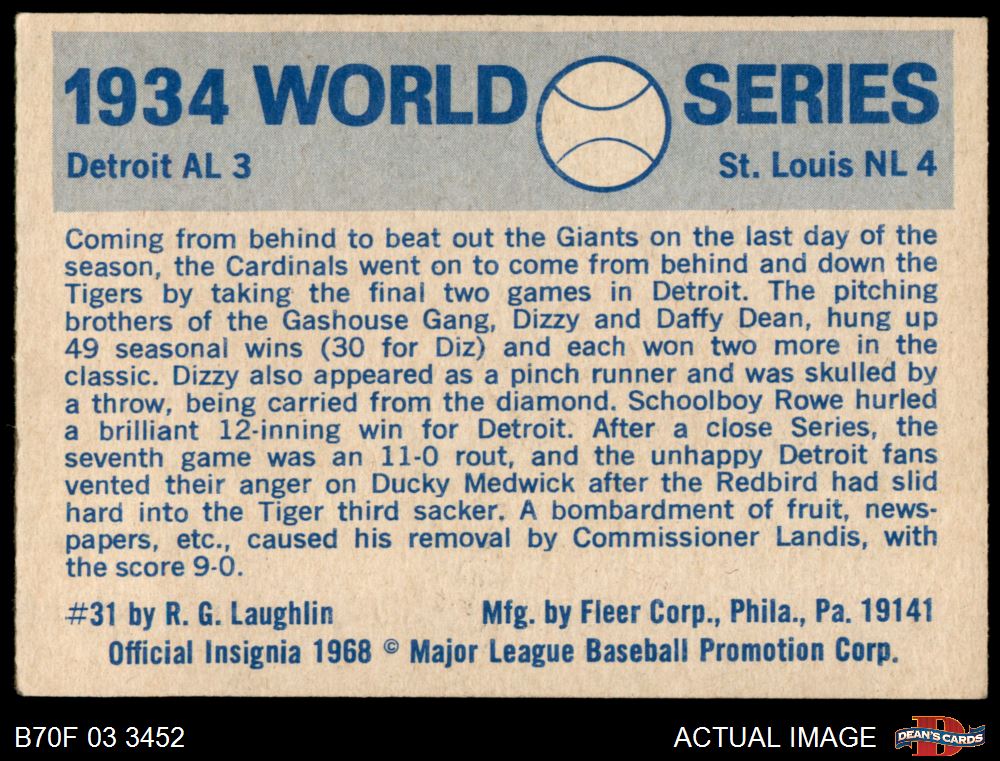 1934 WORLD SERIES
Detroit AL 3 St. Louis NL 4
Coming from behind to beat out the Giants on the last day of the
season, the Cardinals went on to come from behind and down the
Tigers by taking the final two games in Detroit. The pitching
brothers of the Gashouse Gang, Dizzy and Daffy Dean, hung up
49 seasonal wins (30 for Diz) and each won two more in the
classic. Dizzy also appeared as a pinch runner and was skulled by
a throw, being carried from the diamond. Schoolboy Rowe hurled
a brilliant 12-inning win for Detroit. After a close Series, the
seventh game was an 11-0 rout, and the unhappy Detroit fans
vented their anger on Ducky Medwick after the Redbird had slid
hard into the Tiger third sacker. A bombardment of fruit, news-
papers, etc., caused his removal by Commissioner Landis, with
the score 9-0.
#31 by R. G. Laughlin Mfg. by Fleer Corp., Phila., Pa. 19141
Official Insignia 1968 © Major League Baseball Promotion Corp.
B70F 03 3452 ACTUAL IMAGE D DEAN'S CARDS